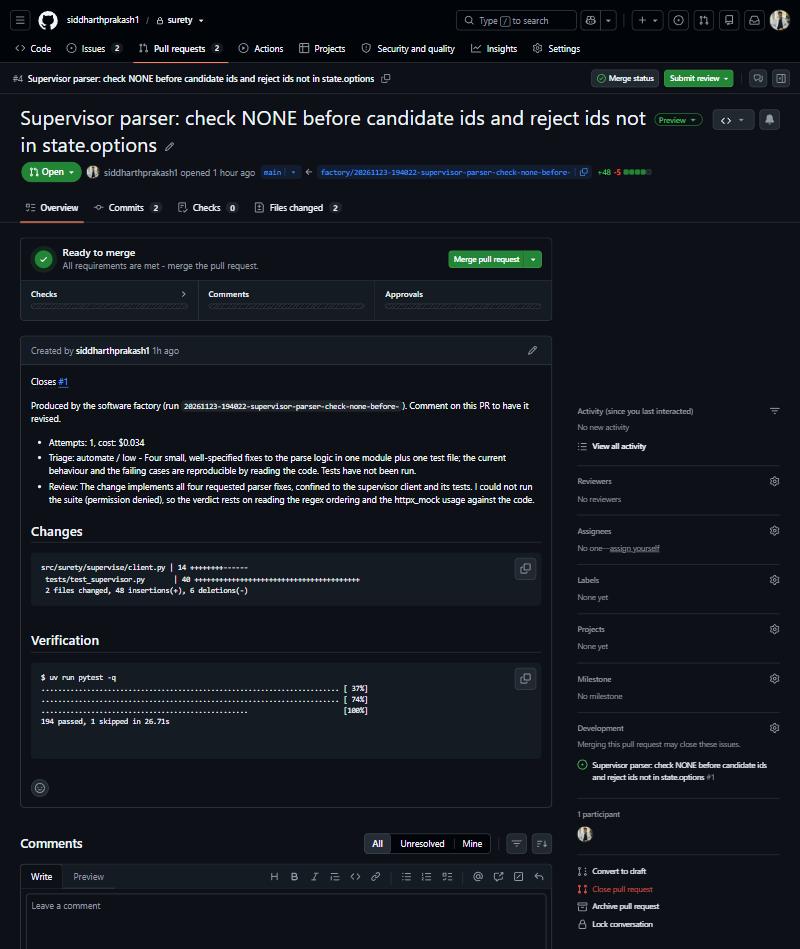 siddharthprakash1 / surety
Type / to search
Code
Issues 2
Pull requests 2
Actions
Projects
Security and quality
Insights
Settings
#4 Supervisor parser: check NONE before candidate ids and reject ids not in state.options
Merge status
Submit review
Supervisor parser: check NONE before candidate ids and reject ids not
in state.options
Preview
<>
Open
siddharthprakash1 opened 1 hour ago
main
factory/20261123-194022-supervisor-parser-check-none-before-
+48 -5
Overview
Commits 2
Checks 0
Files changed 2
Ready to merge
All requirements are met - merge the pull request.
Merge pull request
Checks
Comments
Approvals
Created by siddharthprakash1 1h ago
Closes #1
Produced by the software factory (run 20261123-194022-supervisor-parser-check-none-before- ). Comment on this PR to have it
revised.
• Attempts: 1, cost: $0.034
• Triage: automate / low - Four small, well-specified fixes to the parse logic in one module plus one test file; the current
behaviour and the failing cases are reproducible by reading the code. Tests have not been run.
• Review: The change implements all four requested parser fixes, confined to the supervisor client and its tests. I could not run
the suite (permission denied), so the verdict rests on reading the regex ordering and the httpx_mock usage against the code.
Changes
src/surety/supervise/client.py | 14 ++++++++------
tests/test_supervisor.py | 40 ++++++++++++++++++++++++++++++++++++++++
2 files changed, 48 insertions(+), 6 deletions(-)
Verification
$ uv run pytest -q
........................................................................ [ 37%]
........................................................................ [ 74%]
................................................... [100%]
194 passed, 1 skipped in 26.71s
Comments
All
Unresolved
Mine
Write
Preview
H B I
Leave a comment
Activity (since you last interacted)
No new activity
View all activity
Reviewers
No reviewers
Assignees
No one—assign yourself
Labels
None yet
Projects
None yet
Milestone
No milestone
Development
Merging this pull request may close these issues.
Supervisor parser: check NONE before candidate ids
and reject ids not in state.options #1
1 participant
Convert to draft
Close pull request
Archive pull request
Lock conversation